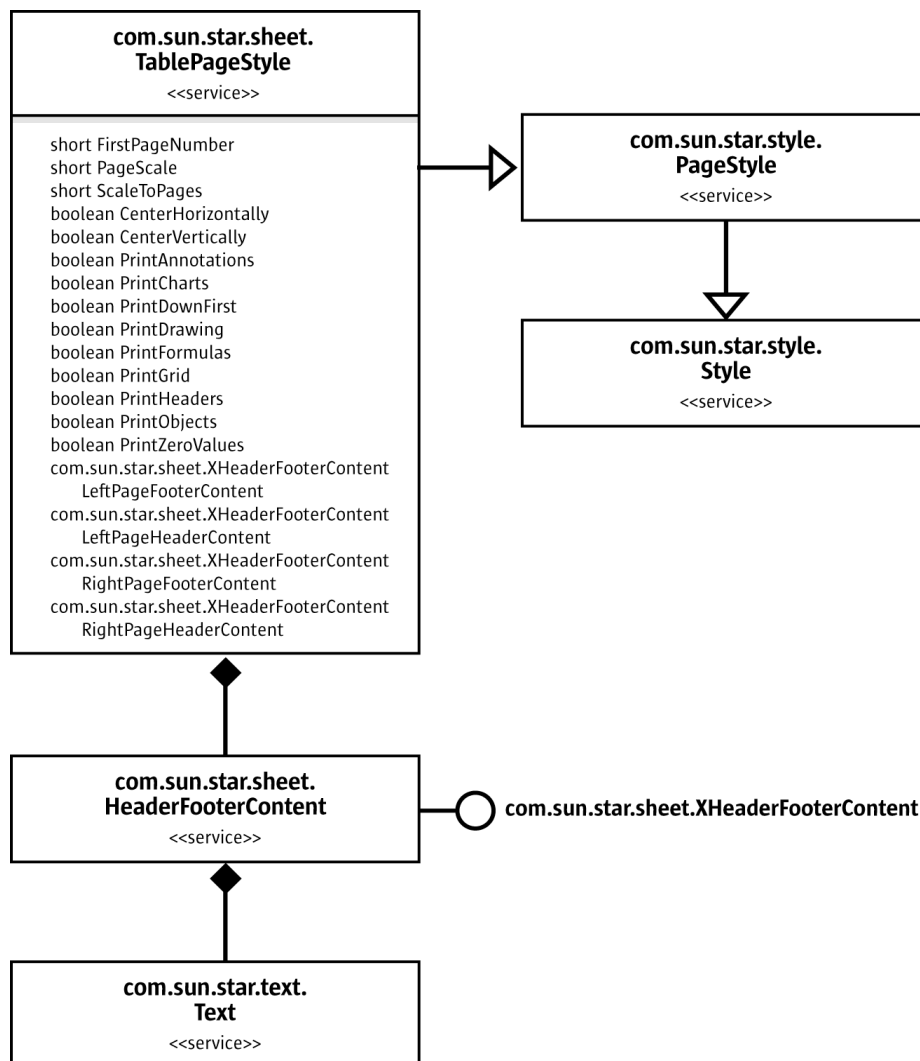 com.sun.star.sheet.
TablePageStyle
<<service>>
short FirstPageNumber
short PageScale
short ScaleToPages
boolean CenterHorizontally
boolean CenterVertically
boolean PrintAnnotations
boolean PrintCharts
boolean PrintDownFirst
boolean PrintDrawing
boolean PrintFormulas
boolean PrintGrid
boolean PrintHeaders
boolean PrintObjects
boolean PrintZeroValues
com.sun.star.sheet.XHeaderFooterContent
LeftPageFooterContent
com.sun.star.sheet.XHeaderFooterContent
LeftPageHeaderContent
com.sun.star.sheet.XHeaderFooterContent
RightPageFooterContent
com.sun.star.sheet.XHeaderFooterContent
RightPageHeaderContent
com.sun.star.style.
PageStyle
<<service>>
com.sun.star.style.
Style
<<service>>
com.sun.star.sheet.
HeaderFooterContent
<<service>>
com.sun.star.sheet.XHeaderFooterContent
com.sun.star.text.
Text
<<service>>